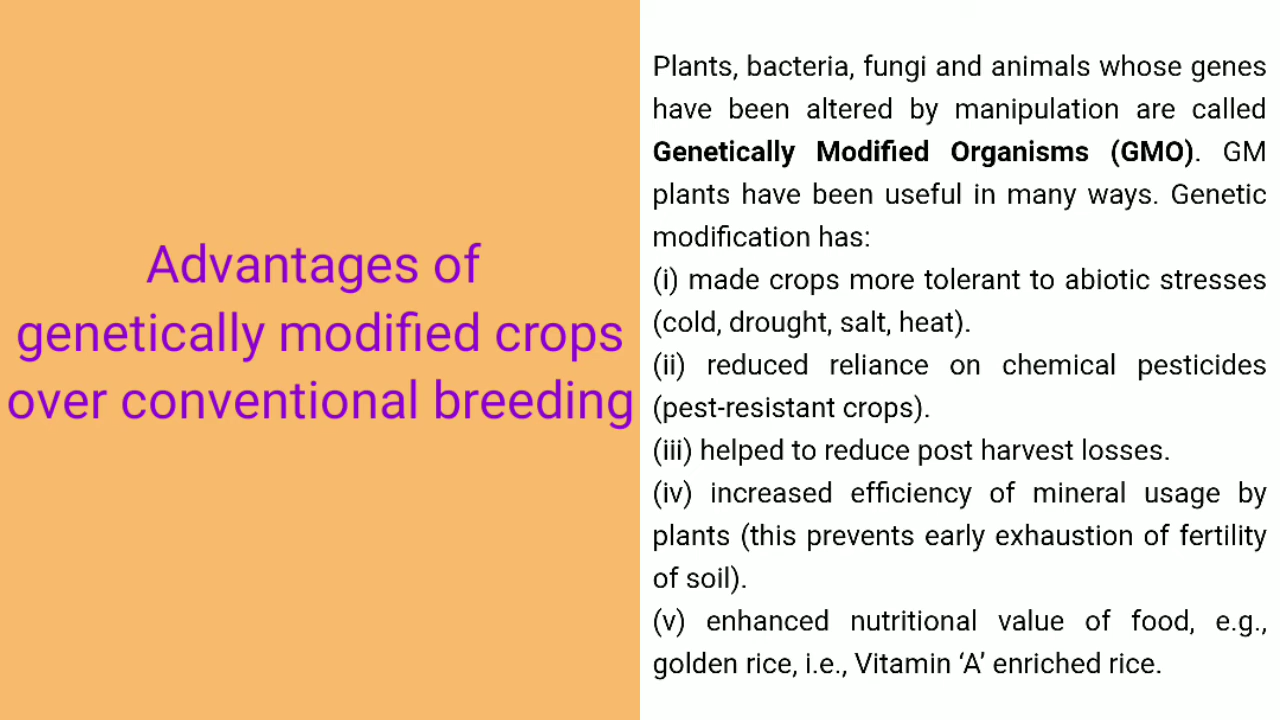 Advantages of
genetically modified crops
over conventional breeding
Plants, bacteria, fungi and animals whose genes
have been altered by manipulation are called
Genetically Modified Organisms (GMO). GM
plants have been useful in many ways. Genetic
modification has:
(i) made crops more tolerant to abiotic stresses
(cold, drought, salt, heat).
(ii) reduced reliance on chemical pesticides
(pest-resistant crops).
(iii) helped to reduce post harvest losses.
(iv) increased efficiency of mineral usage by
plants (this prevents early exhaustion of fertility
of soil).
(v) enhanced nutritional value of food, e.g.,
golden rice, i.e., Vitamin ‘A’ enriched rice.